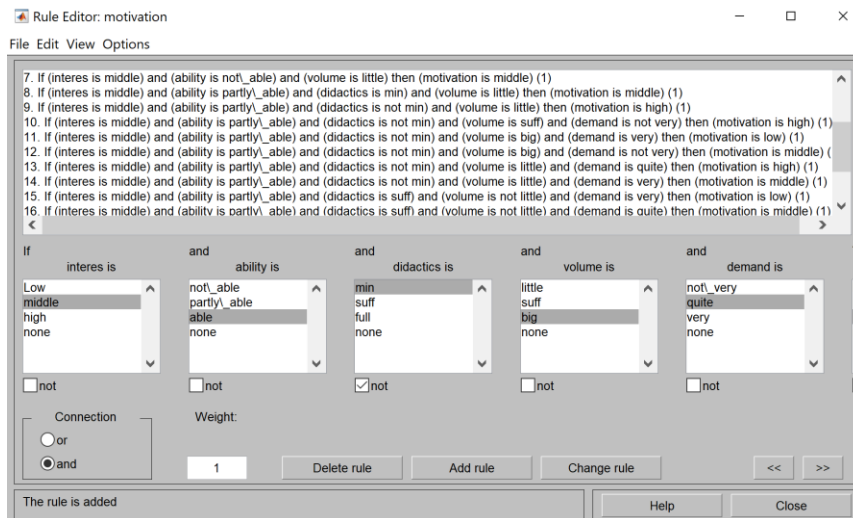 Rule Editor: motivation
File Edit View Options
7. If (interes is middle) and (ability is not\_able) and (volume is little) then (motivation is middle) (1)
8. If (interes is middle) and (ability is partly\_able) and (didactics is min) and (volume is little) then (motivation is middle) (1)
9. If (interes is middle) and (ability is partly\_able) and (didactics is not min) and (volume is little) then (motivation is high) (1)
10. If (interes is middle) and (ability is partly\_able) and (didactics is not min) and (volume is suff) and (demand is not very) then (motivation is high) (1)
11. If (interes is middle) and (ability is partly\_able) and (didactics is not min) and (volume is big) and (demand is very) then (motivation is low) (1)
12. If (interes is middle) and (ability is partly\_able) and (didactics is not min) and (volume is big) and (demand is not very) then (motivation is middle) (
13. If (interes is middle) and (ability is partly\_able) and (didactics is not min) and (volume is little) and (demand is quite) then (motivation is high) (1)
14. If (interes is middle) and (ability is partly\_able) and (didactics is not min) and (volume is little) and (demand is very) then (motivation is middle) (1)
15. If (interes is middle) and (ability is partly\_able) and (didactics is suff) and (volume is not little) and (demand is very) then (motivation is low) (1)
16. If (interes is middle) and (ability is partly\_able) and (didactics is suff) and (volume is not little) and (demand is quite) then (motivation is middle) (1)
If and and and and
interes is ability is didactics is volume is demand is
Low not\_able min little not\_very
middle partly\_able suff suff quite
high able full big very
none none none none none
not not not not not
Connection Weight:
or
and 1 Delete rule Add rule Change rule << >>
The rule is added Help Close